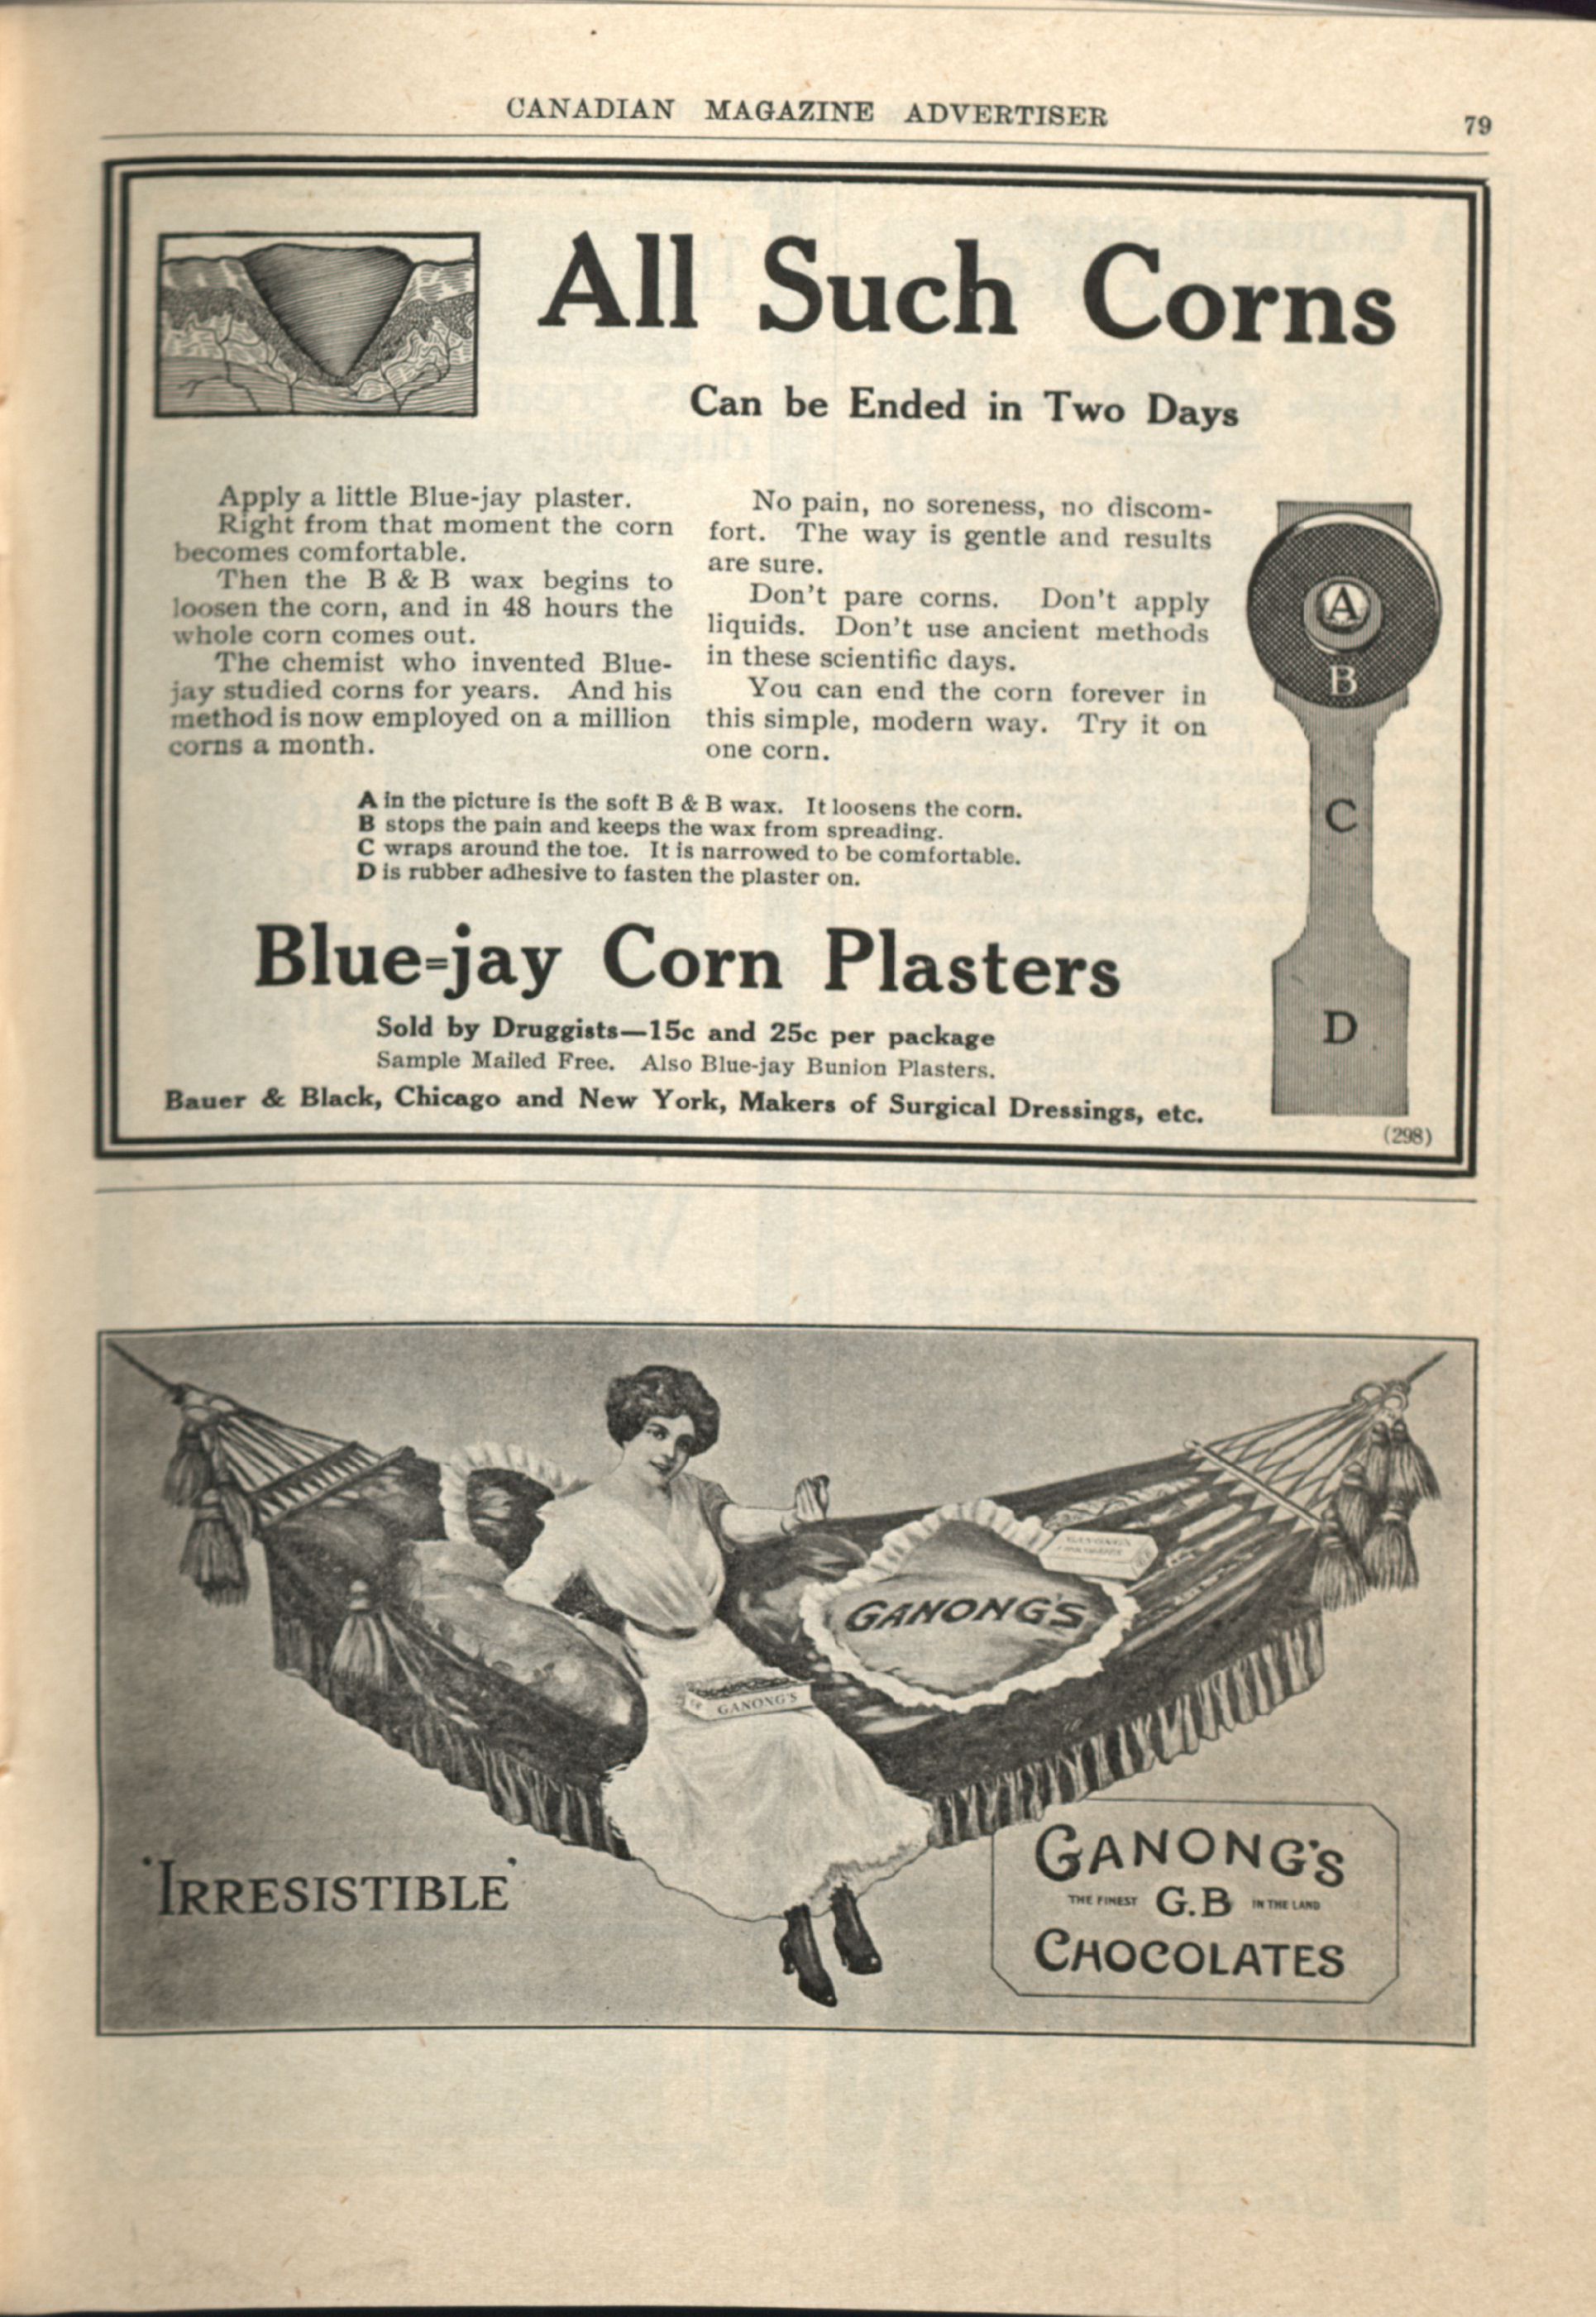 CANADIAN MAGAZINE ADVERTISER
79
All Such Corns
Can be Ended in Two Days
Apply a little Blue-jay plaster.
Right from that moment the corn
becomes comfortable.
Then the B & B wax begins to
loosen the corn, and in 48 hours the
whole corn comes out.
The chemist who invented Blue-
jay studied corns for years. And his
method is now employed on a million
corns a month.
No pain, no soreness, no discom-
fort. The way is gentle and results
are sure.
Don't pare corns. Don't apply
liquids. Don't use ancient methods
in these scientific days.
You can end the corn forever in
this simple, modern way. Try it on
one corn.
A
B
C
D
A in the picture is the soft B & B wax. It loosens the corn.
B stops the pain and keeps the wax from spreading.
C wraps around the toe. It is narrowed to be comfortable.
D is rubber adhesive to fasten the plaster on.
Blue-jay Corn Plasters
Sold by Druggists—15c and 25c per package
Sample Mailed Free. Also Blue-jay Bunion Plasters.
Bauer & Black, Chicago and New York, Makers of Surgical Dressings, etc.
(298)
GANONG'S
CHOCOLATES
GANONG'S
GANONG'S
'IRRESISTIBLE'
GANONG'S
THE FINEST G.B IN THE LAND
CHOCOLATES